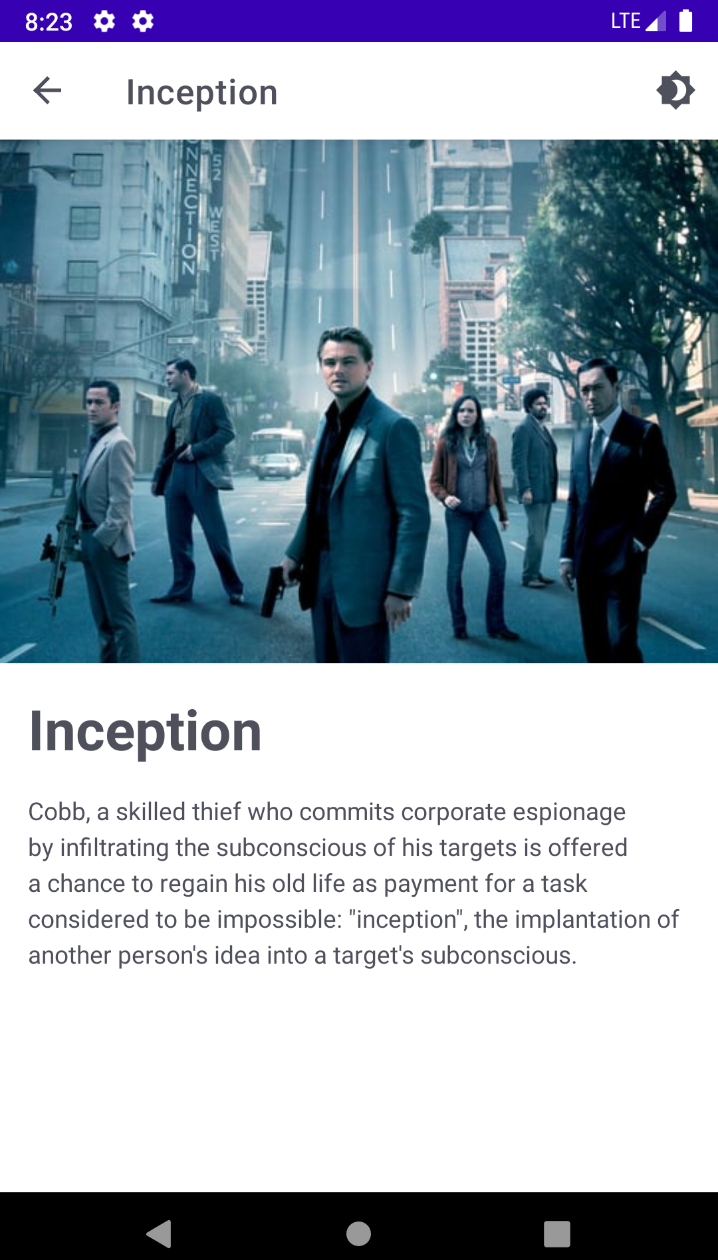 8:23 LTE
Inception
CONNECTION
52 WEST
Inception
Cobb, a skilled thief who commits corporate espionage
by infiltrating the subconscious of his targets is offered
a chance to regain his old life as payment for a task
considered to be impossible: "inception", the implantation of
another person's idea into a target's subconscious.